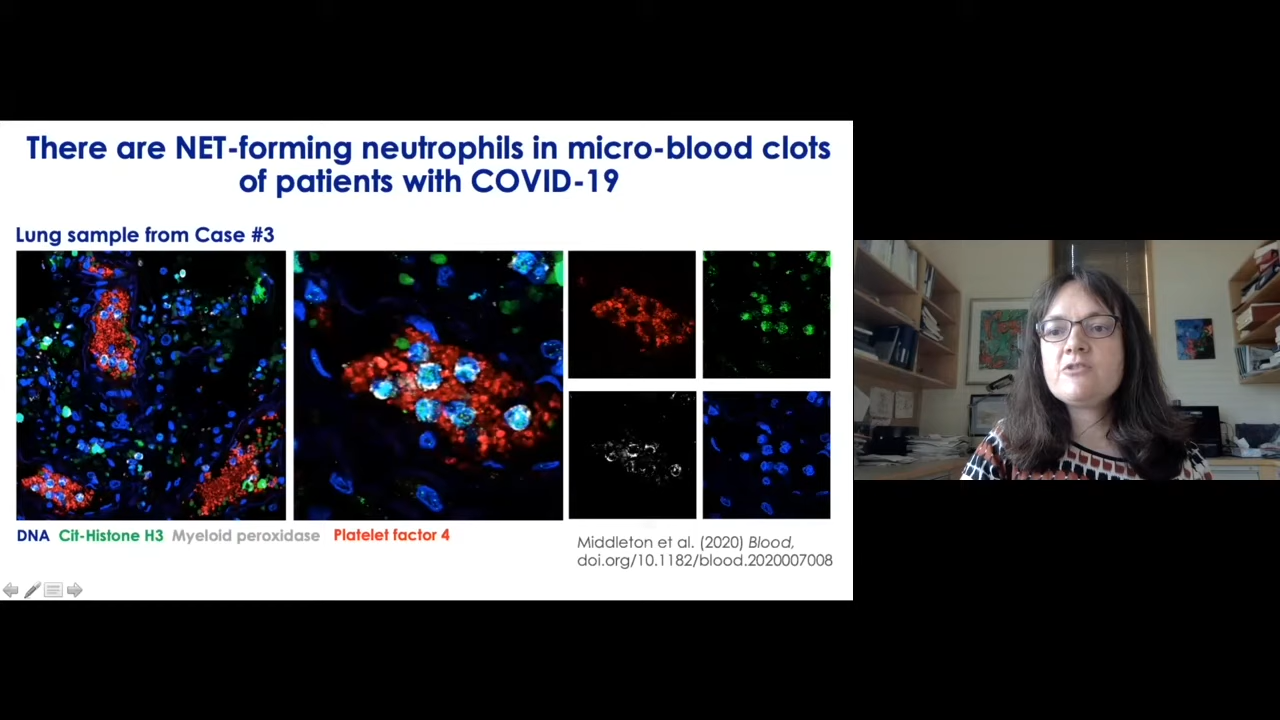 There are NET-forming neutrophils in micro-blood clots
of patients with COVID-19
Lung sample from Case #3
DNA Cit-Histone H3 Myeloid peroxidase Platelet factor 4
Middleton et al. (2020) Blood,
doi.org/10.1182/blood.2020007008